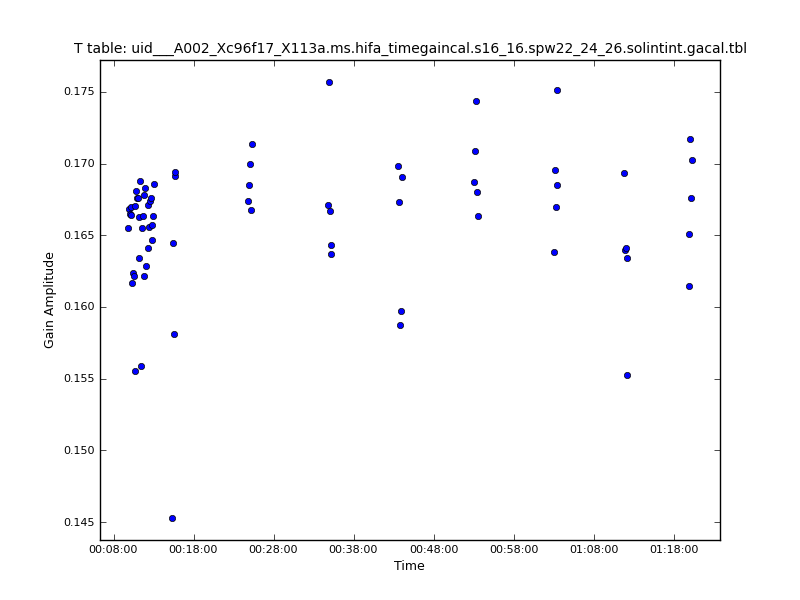 T table: uid___A002_Xc96f17_X113a.ms.hifa_timegaincal.s16_16.spw22_24_26.solintint.gacal.tbl
0.175
0.170
0.165
0.160
0.155
0.150
0.145
Gain Amplitude
00:08:00 00:18:00 00:28:00 00:38:00 00:48:00 00:58:00 01:08:00 01:18:00
Time